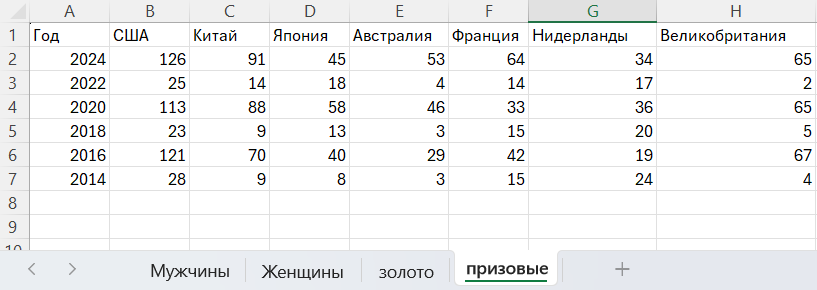 A B C D E F G H
1 Год США Китай Япония Австралия Франция Нидерланды Великобритания
2 2024 126 91 45 53 64 34 65
3 2022 25 14 18 4 14 17 2
4 2020 113 88 58 46 33 36 65
5 2018 23 9 13 3 15 20 5
6 2016 121 70 40 29 42 19 67
7 2014 28 9 8 3 15 24 4
8
9
10
Мужчины Женщины золото призовые